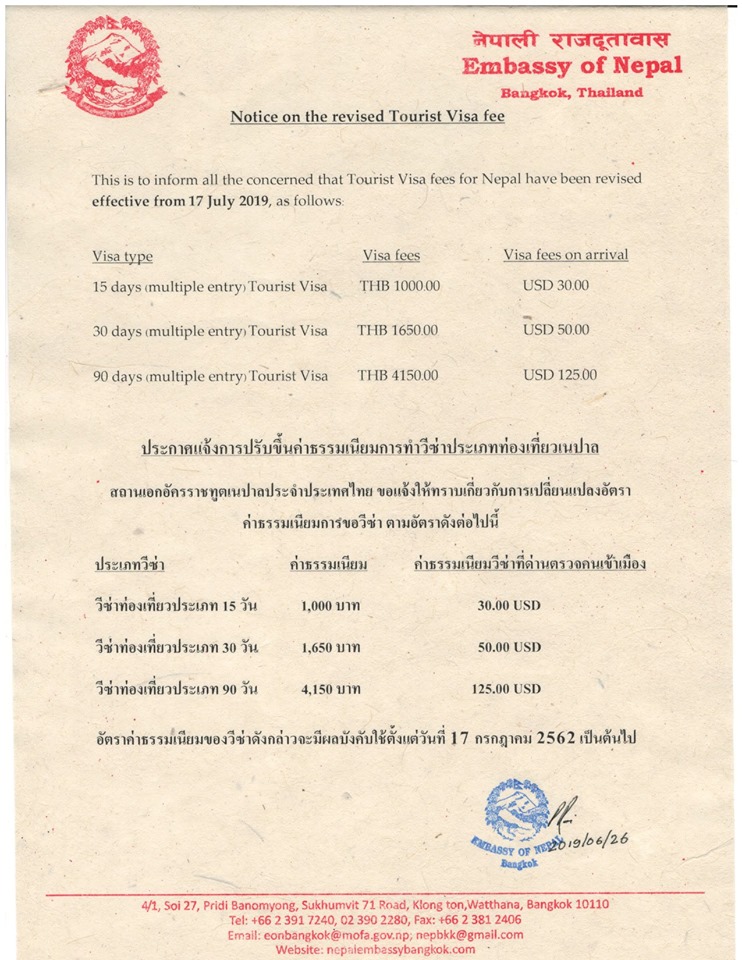 नेपाली राजदूतावास
Embassy of Nepal
Bangkok, Thailand
Notice on the revised Tourist Visa fee
This is to inform all the concerned that Tourist Visa fees for Nepal have been revised
effective from 17 July 2019, as follows:
Visa type Visa fees Visa fees on arrival
15 days (multiple entry) Tourist Visa THB 1000.00 USD 30.00
30 days (multiple entry) Tourist Visa THB 1650.00 USD 50.00
90 days (multiple entry) Tourist Visa THB 4150.00 USD 125.00
ประกาศแจ้งการปรับขึ้นค่าธรรมเนียมการทำวีซ่าประเภทท่องเที่ยวเนปาล
สถานเอกอัครราชทูตเนปาลประจำประเทศไทย ขอแจ้งให้ทราบเกี่ยวกับการเปลี่ยนแปลงอัตรา
ค่าธรรมเนียมการขอวีซ่า ตามอัตราดังต่อไปนี้
ประเภทวีซ่า ค่าธรรมเนียม ค่าธรรมเนียมวีซ่าที่ด่านตรวจคนเข้าเมือง
วีซ่าท่องเที่ยวประเภท 15 วัน 1,000 บาท 30.00 USD
วีซ่าท่องเที่ยวประเภท 30 วัน 1,650 บาท 50.00 USD
วีซ่าท่องเที่ยวประเภท 90 วัน 4,150 บาท 125.00 USD
อัตราค่าธรรมเนียมของวีซ่าดังกล่าวจะมีผลบังคับใช้ตั้งแต่วันที่ 17 กรกฎาคม 2562 เป็นต้นไป
EMBASSY OF NEPAL
Bangkok
2019/06/26
4/1, Soi 27, Pridi Banomyong, Sukhumvit 71 Road, Klong ton,Watthana, Bangkok 10110
Tel: +66 2 391 7240, 02 390 2280, Fax: +66 2 381 2406
Email: eonbangkok@mofa.gov.np; nepbkk@gmail.com
Website: nepalembassybangkok.com